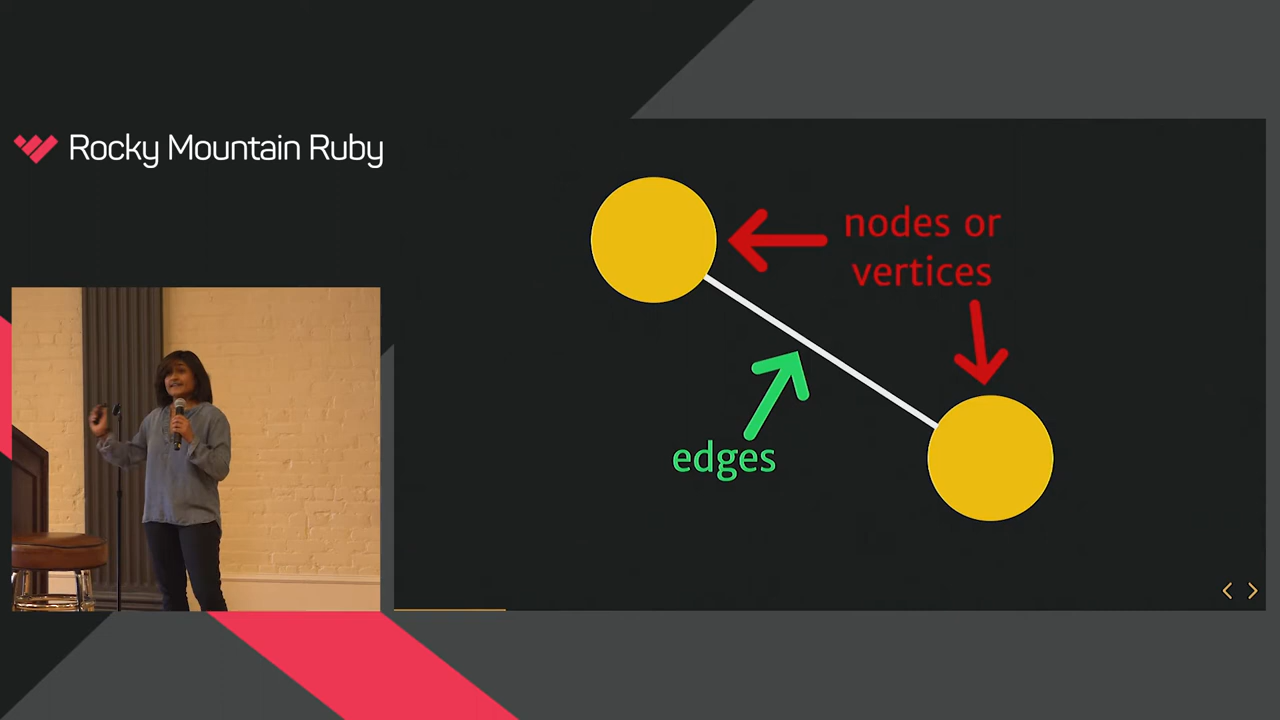 Rocky Mountain Ruby
nodes or
vertices
edges